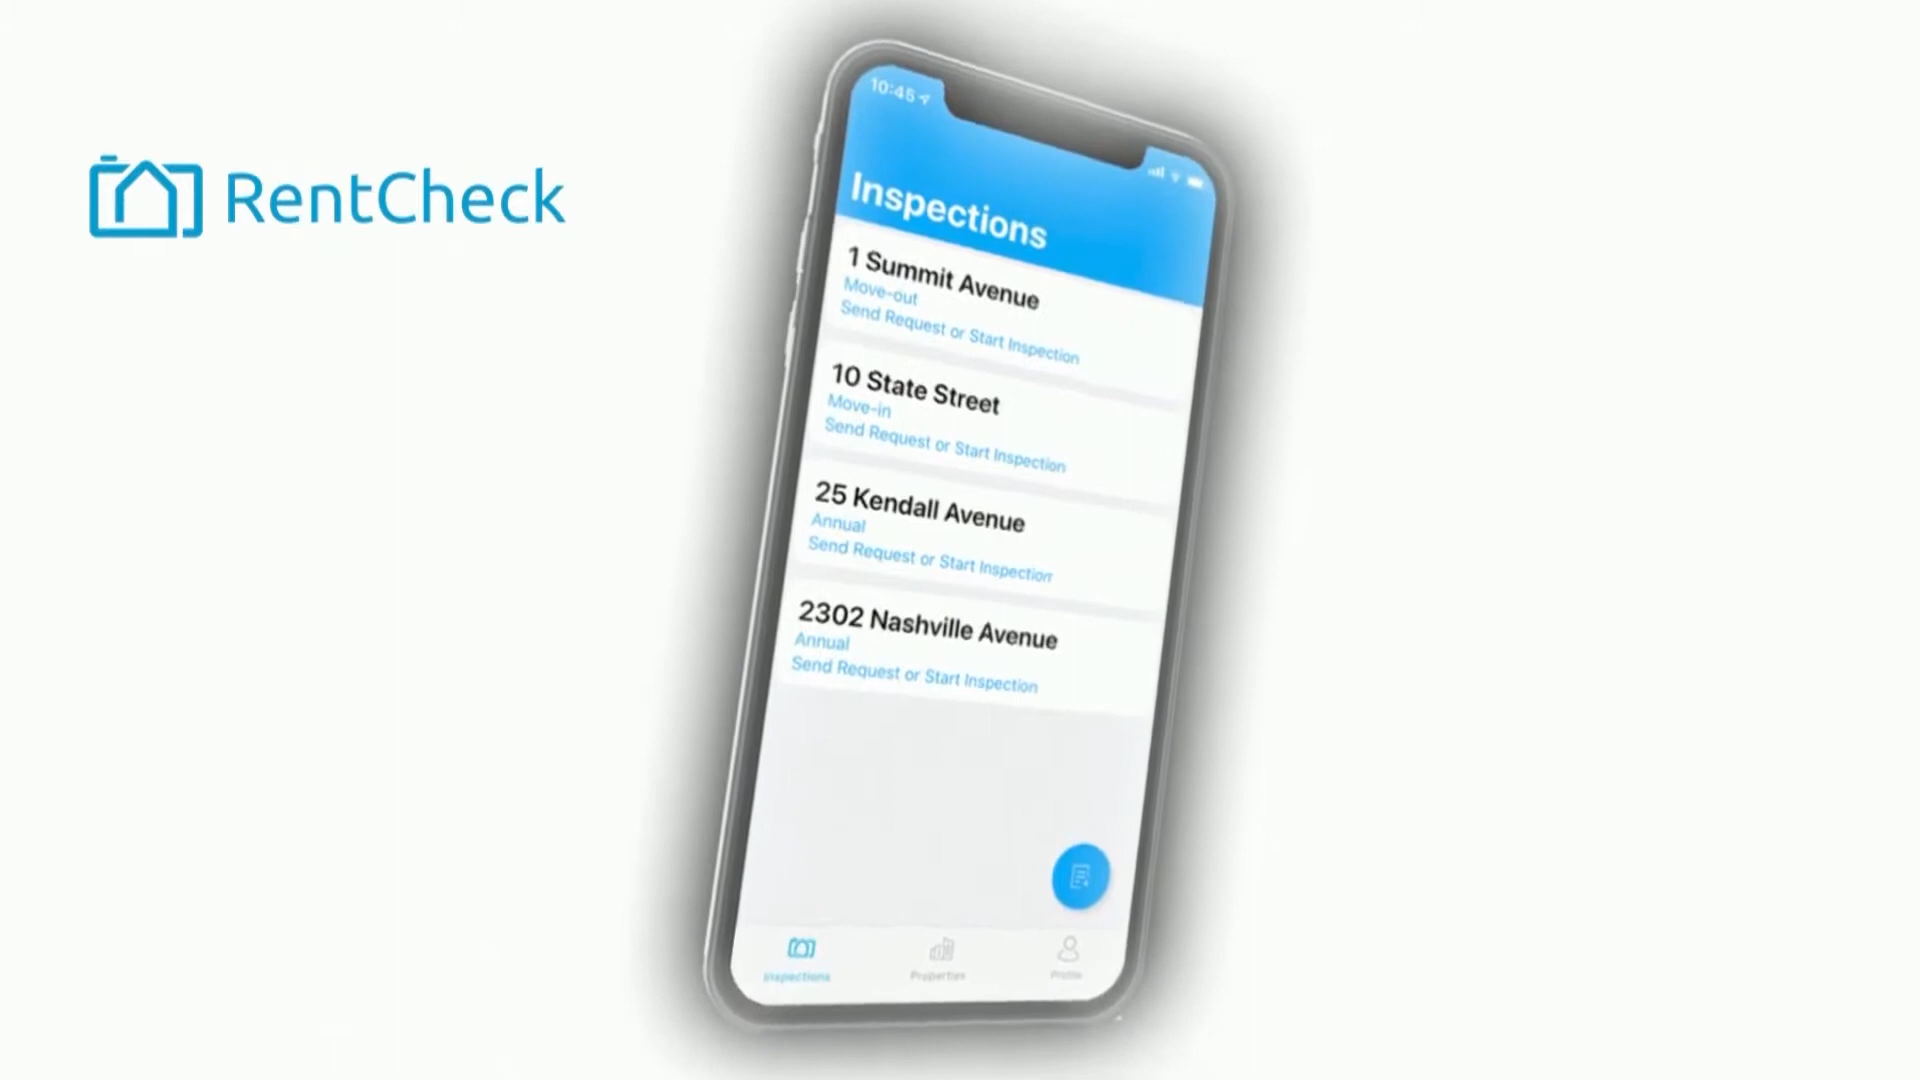 RentCheck
10:45
Inspections
1 Summit Avenue
Move-out
Send Request or Start Inspection
10 State Street
Move-in
Send Request or Start Inspection
25 Kendall Avenue
Annual
Send Request or Start Inspection
2302 Nashville Avenue
Annual
Send Request or Start Inspection
Inspections
Properties
Profile